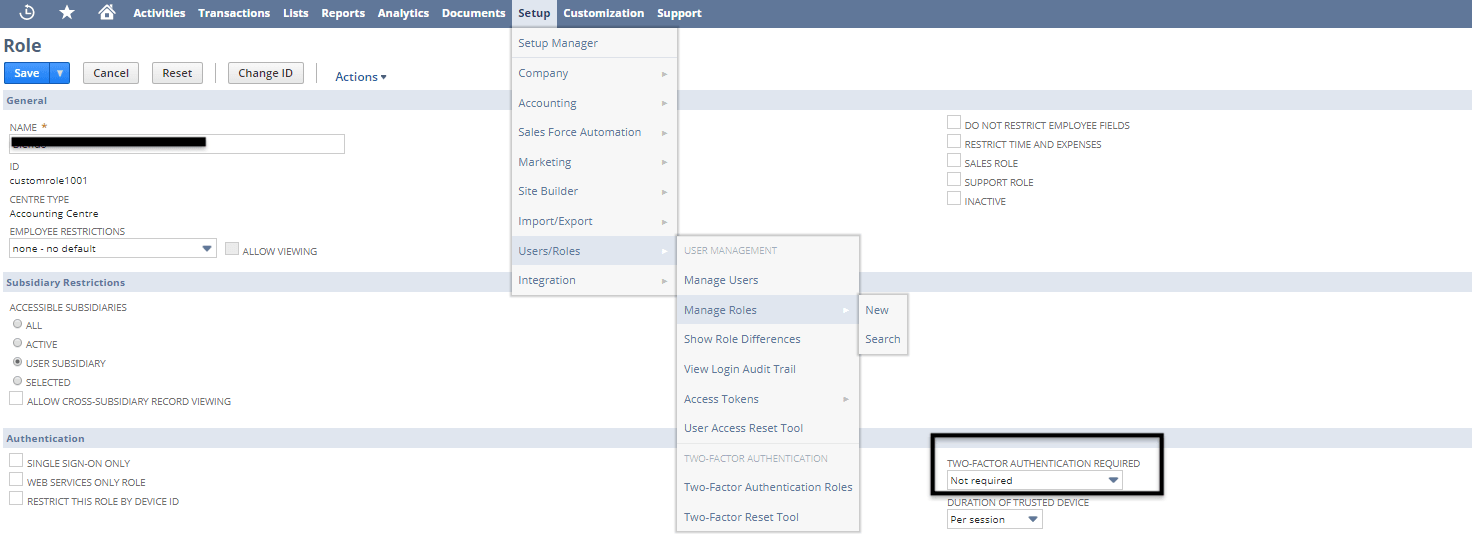 Activities Transactions Lists Reports Analytics Documents Setup Customization Support
Role
Save Cancel Reset Change ID Actions
General
NAME *
ID
customrole1001
CENTRE TYPE
Accounting Centre
EMPLOYEE RESTRICTIONS
none - no default
ALLOW VIEWING
DO NOT RESTRICT EMPLOYEE FIELDS
RESTRICT TIME AND EXPENSES
SALES ROLE
SUPPORT ROLE
INACTIVE
Setup Manager
Company
Accounting
Sales Force Automation
Marketing
Site Builder
Import/Export
Users/Roles
Integration
USER MANAGEMENT
Manage Users
Manage Roles
Show Role Differences
View Login Audit Trail
Access Tokens
User Access Reset Tool
TWO-FACTOR AUTHENTICATION
Two-Factor Authentication Roles
Two-Factor Reset Tool
New
Search
Subsidiary Restrictions
ACCESSIBLE SUBSIDIARIES
ALL
ACTIVE
USER SUBSIDIARY
SELECTED
ALLOW CROSS-SUBSIDIARY RECORD VIEWING
Authentication
SINGLE SIGN-ON ONLY
WEB SERVICES ONLY ROLE
RESTRICT THIS ROLE BY DEVICE ID
TWO-FACTOR AUTHENTICATION REQUIRED
Not required
DURATION OF TRUSTED DEVICE
Per session